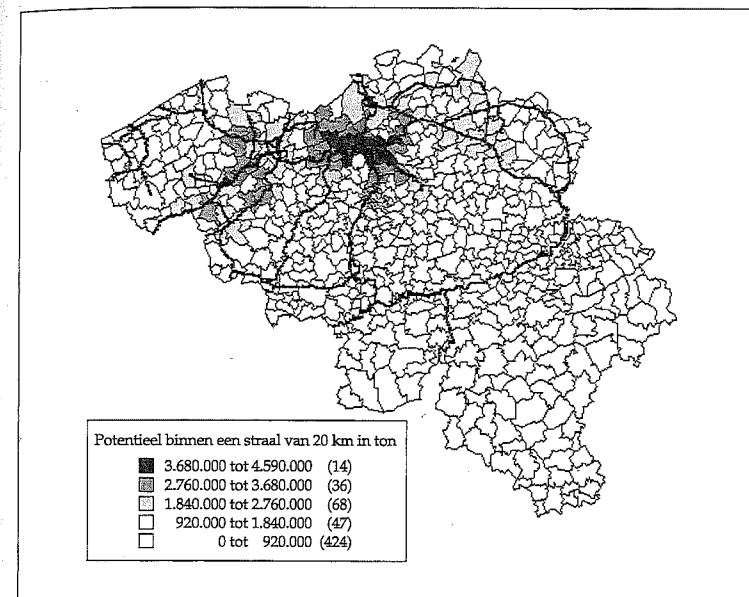 Potentieel binnen een straal van 20 km in ton
3.680.000 tot 4.590.000 (14)
2.760.000 tot 3.680.000 (36)
1.840.000 tot 2.760.000 (68)
920.000 tot 1.840.000 (47)
0 tot 920.000 (424)